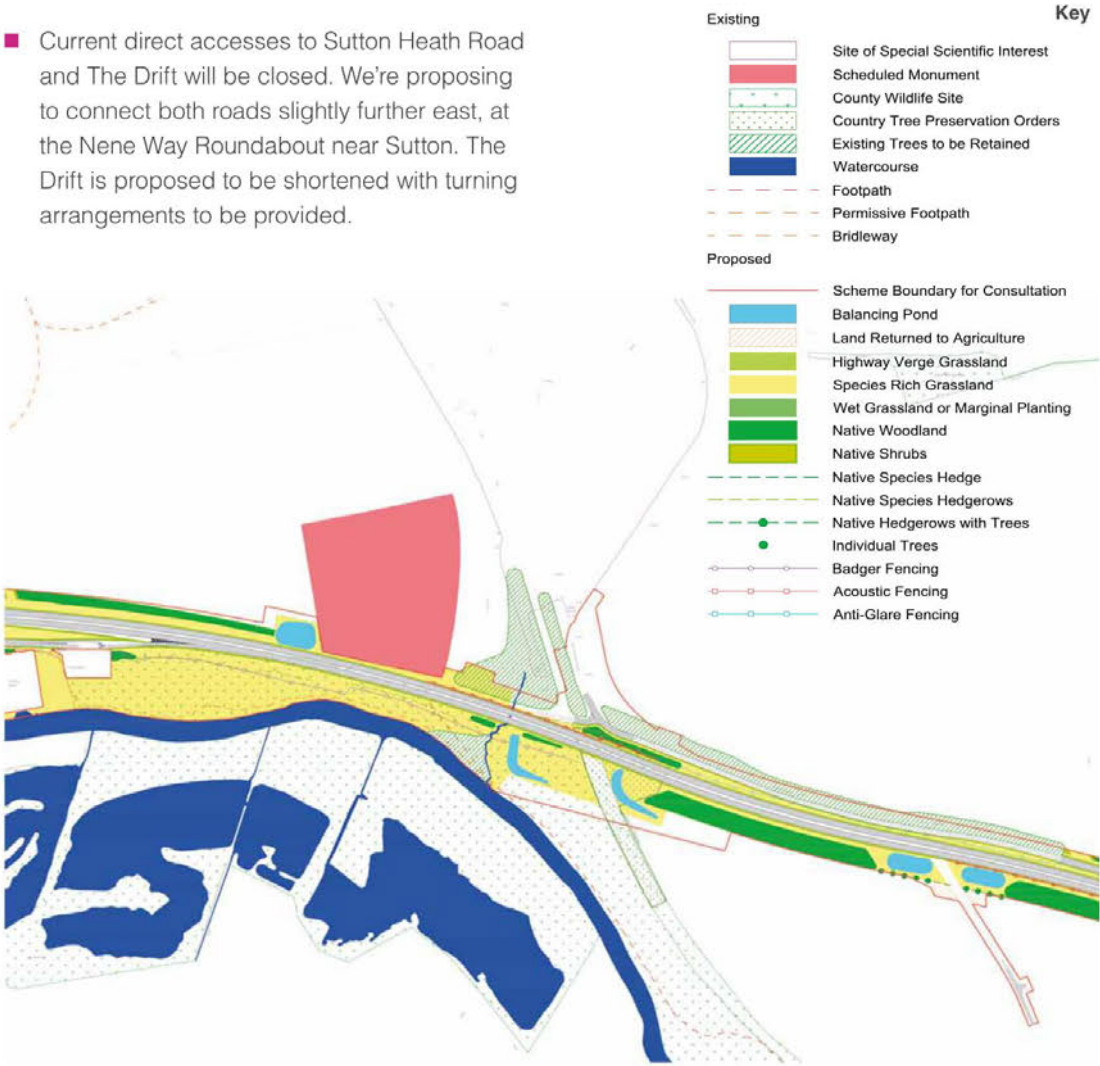 Current direct accesses to Sutton Heath Road
and The Drift will be closed. We're proposing
to connect both roads slightly further east, at
the Nene Way Roundabout near Sutton. The
Drift is proposed to be shortened with turning
arrangements to be provided.
Key
Existing
Site of Special Scientific Interest
Scheduled Monument
County Wildlife Site
Country Tree Preservation Orders
Existing Trees to be Retained
Watercourse
Footpath
Permissive Footpath
Bridleway
Proposed
Scheme Boundary for Consultation
Balancing Pond
Land Returned to Agriculture
Highway Verge Grassland
Species Rich Grassland
Wet Grassland or Marginal Planting
Native Woodland
Native Shrubs
Native Species Hedge
Native Species Hedgerows
Native Hedgerows with Trees
Individual Trees
Badger Fencing
Acoustic Fencing
Anti-Glare Fencing